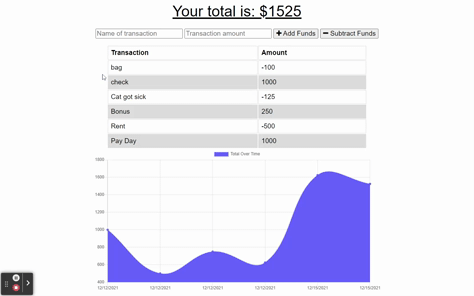 Your total is: $1525
Name of transaction Transaction amount + Add Funds − Subtract Funds
Transaction Amount
bag -100
check 1000
Cat got sick -125
Bonus 250
Rent -500
Pay Day 1000
Total Over Time
1800
1600
1400
1200
1000
800
600
400
12/12/2021 12/12/2021 12/12/2021 12/12/2021 12/15/2021 12/15/2021